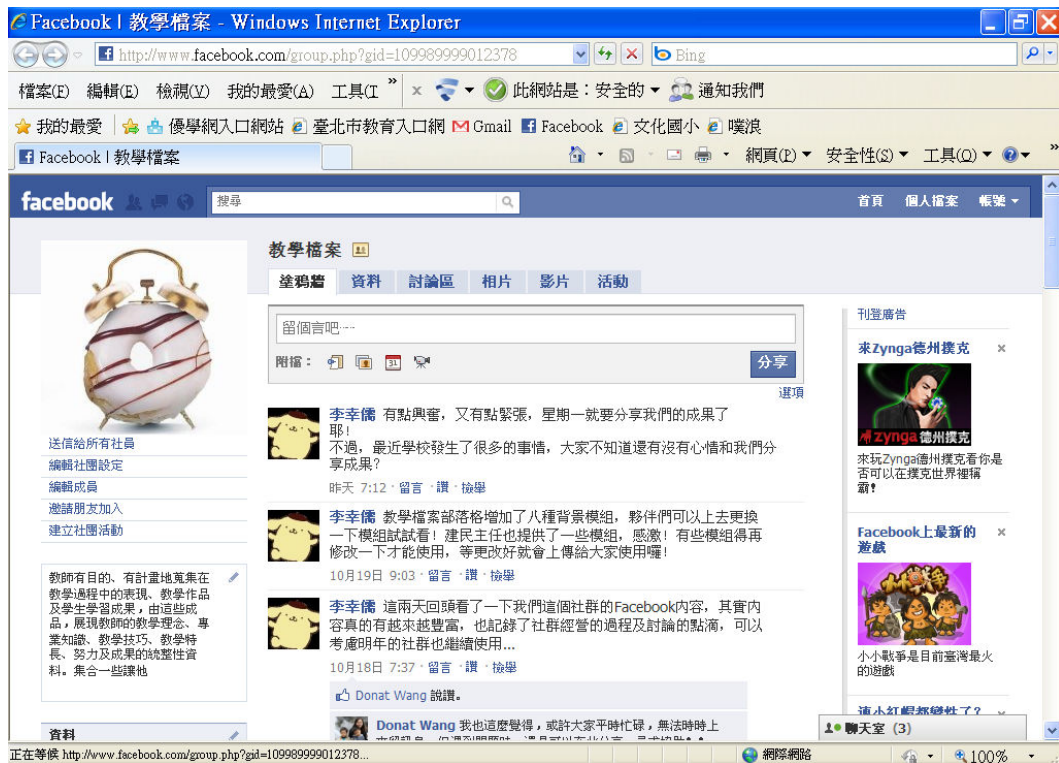 Facebook | 教學檔案 - Windows Internet Explorer
http://www.facebook.com/group.php?gid=109989999012378
Bing
檔案(F) 編輯(E) 檢視(V) 我的最愛(A) 工具(T » × 此網站是：安全的 通知我們
我的最愛 優學網入口網站 臺北市教育入口網 Gmail Facebook 文化國小 噗浪
Facebook | 教學檔案
網頁(P) 安全性(S) 工具(O) »
facebook 搜尋 首頁 個人檔案 帳號
教學檔案
塗鴉牆 資料 討論區 相片 影片 活動
留個言吧...
附檔： 31 分享
選項
李幸儒 有點興奮，又有點緊張，星期一就要分享我們的成果了
耶！
不過，最近學校發生了很多的事情，大家不知道還有沒有心情和我們分
享成果?
昨天 7:12 · 留言 · 讚 · 檢舉
李幸儒 教學檔案部落格增加了八種背景模組，夥伴們可以上去更換
一下模組試試看！建民主任也提供了一些模組，感激！有些模組得再
修改一下才能使用，等更改好就會上傳給大家使用囉!
10月19日 9:03 · 留言 · 讚 · 檢舉
李幸儒 這兩天回頭看了一下我們這個社群的Facebook內容，其實內
容真的有越來越豐富，也記錄了社群經營的過程及討論的點滴，可以
考慮明年的社群也繼續使用...
10月18日 7:37 · 留言 · 讚 · 檢舉
Donat Wang 說讚。
Donat Wang 我也這麼覺得，或許大家平時忙碌，無法時時上
送信給所有社員
編輯社團設定
編輯成員
邀請朋友加入
建立社團活動
教師有目的、有計畫地蒐集在
教學過程中的表現、教學作品
及學生學習成果，由這些成
品，展現教師的教學理念、專
業知識、教學技巧、教學特
長、努力及成果的統整性資
料。集合一些讓他
資料
刊登廣告
來Zynga德州撲克 ×
zynga 德州撲克
來玩Zynga德州撲克看你是
否可以在撲克世界裡稱
霸!
Facebook上最新的 ×
遊戲
小小戰爭
小小戰爭是目前臺灣最火
的遊戲
連小紅帽都變性了？
聊天室 (3)
正在等候 http://www.facebook.com/group.php?gid=109989999012378...
網際網路
100%